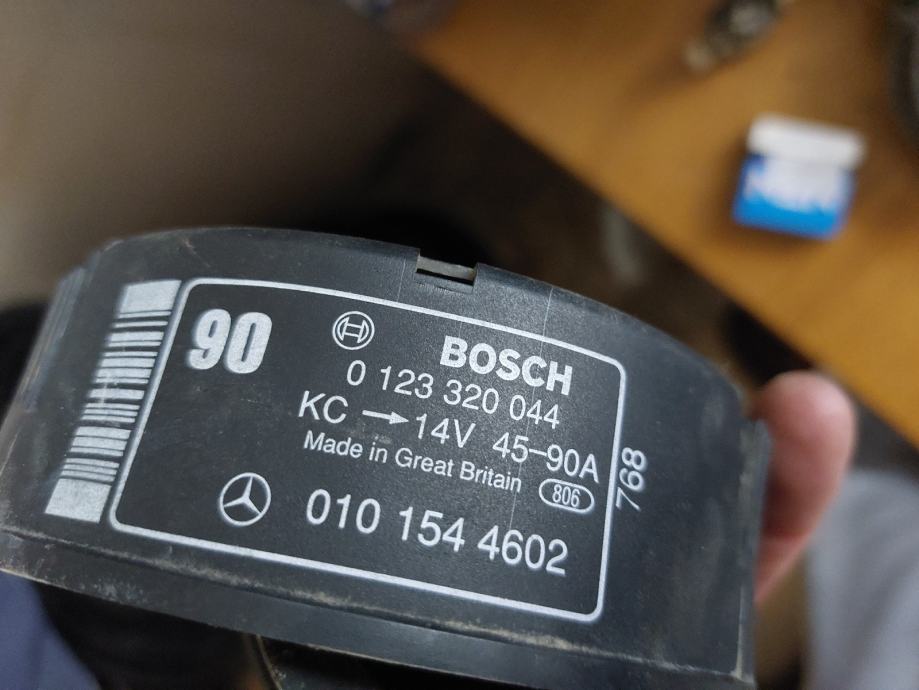 90
BOSCH
0 123 320 044
KC → 14V 45-90A
Made in Great Britain 806
010 154 4602
768